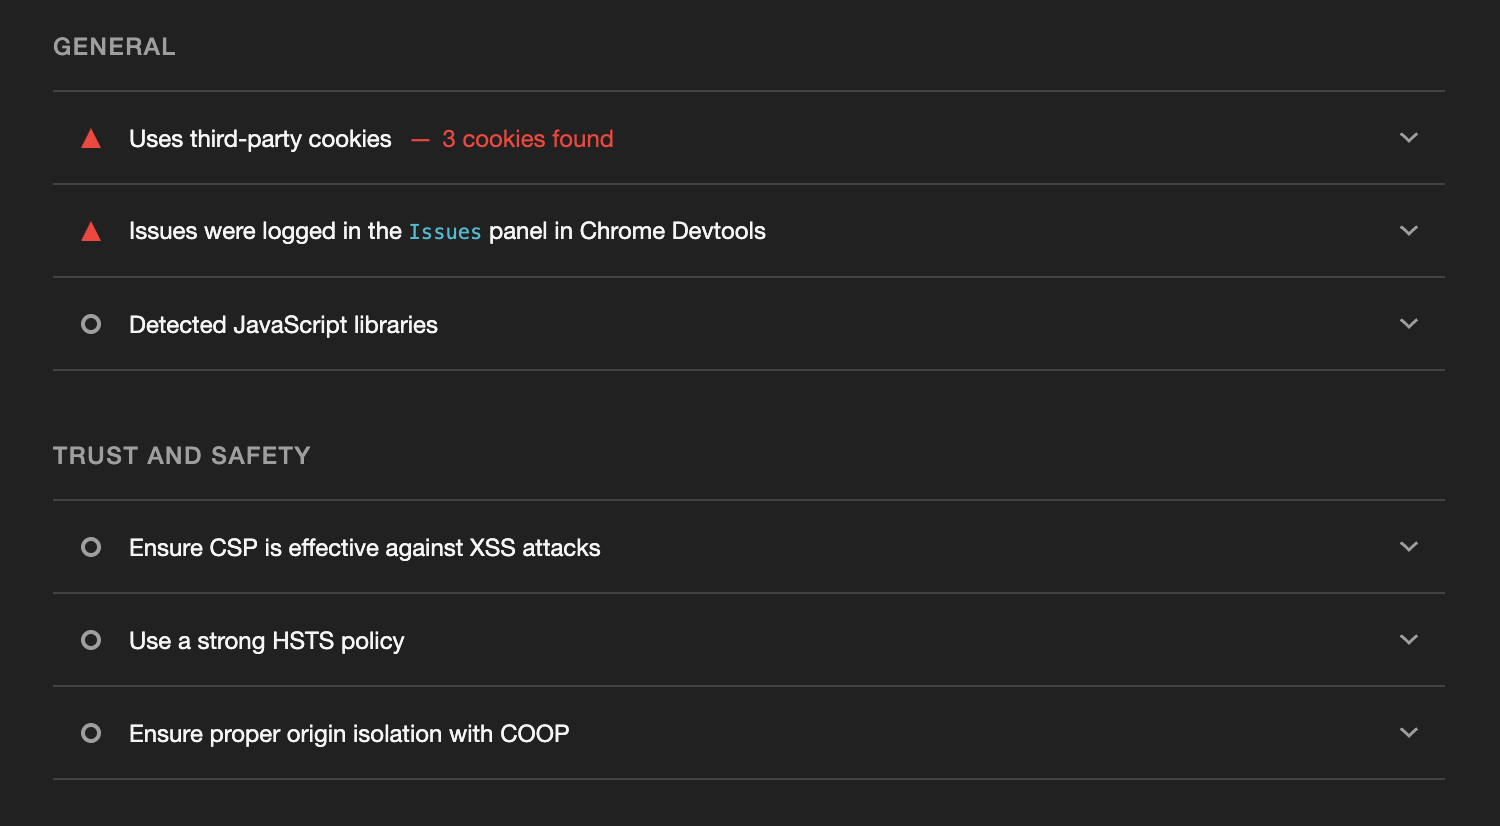 GENERAL
Uses third-party cookies — 3 cookies found
Issues were logged in the Issues panel in Chrome Devtools
Detected JavaScript libraries
TRUST AND SAFETY
Ensure CSP is effective against XSS attacks
Use a strong HSTS policy
Ensure proper origin isolation with COOP